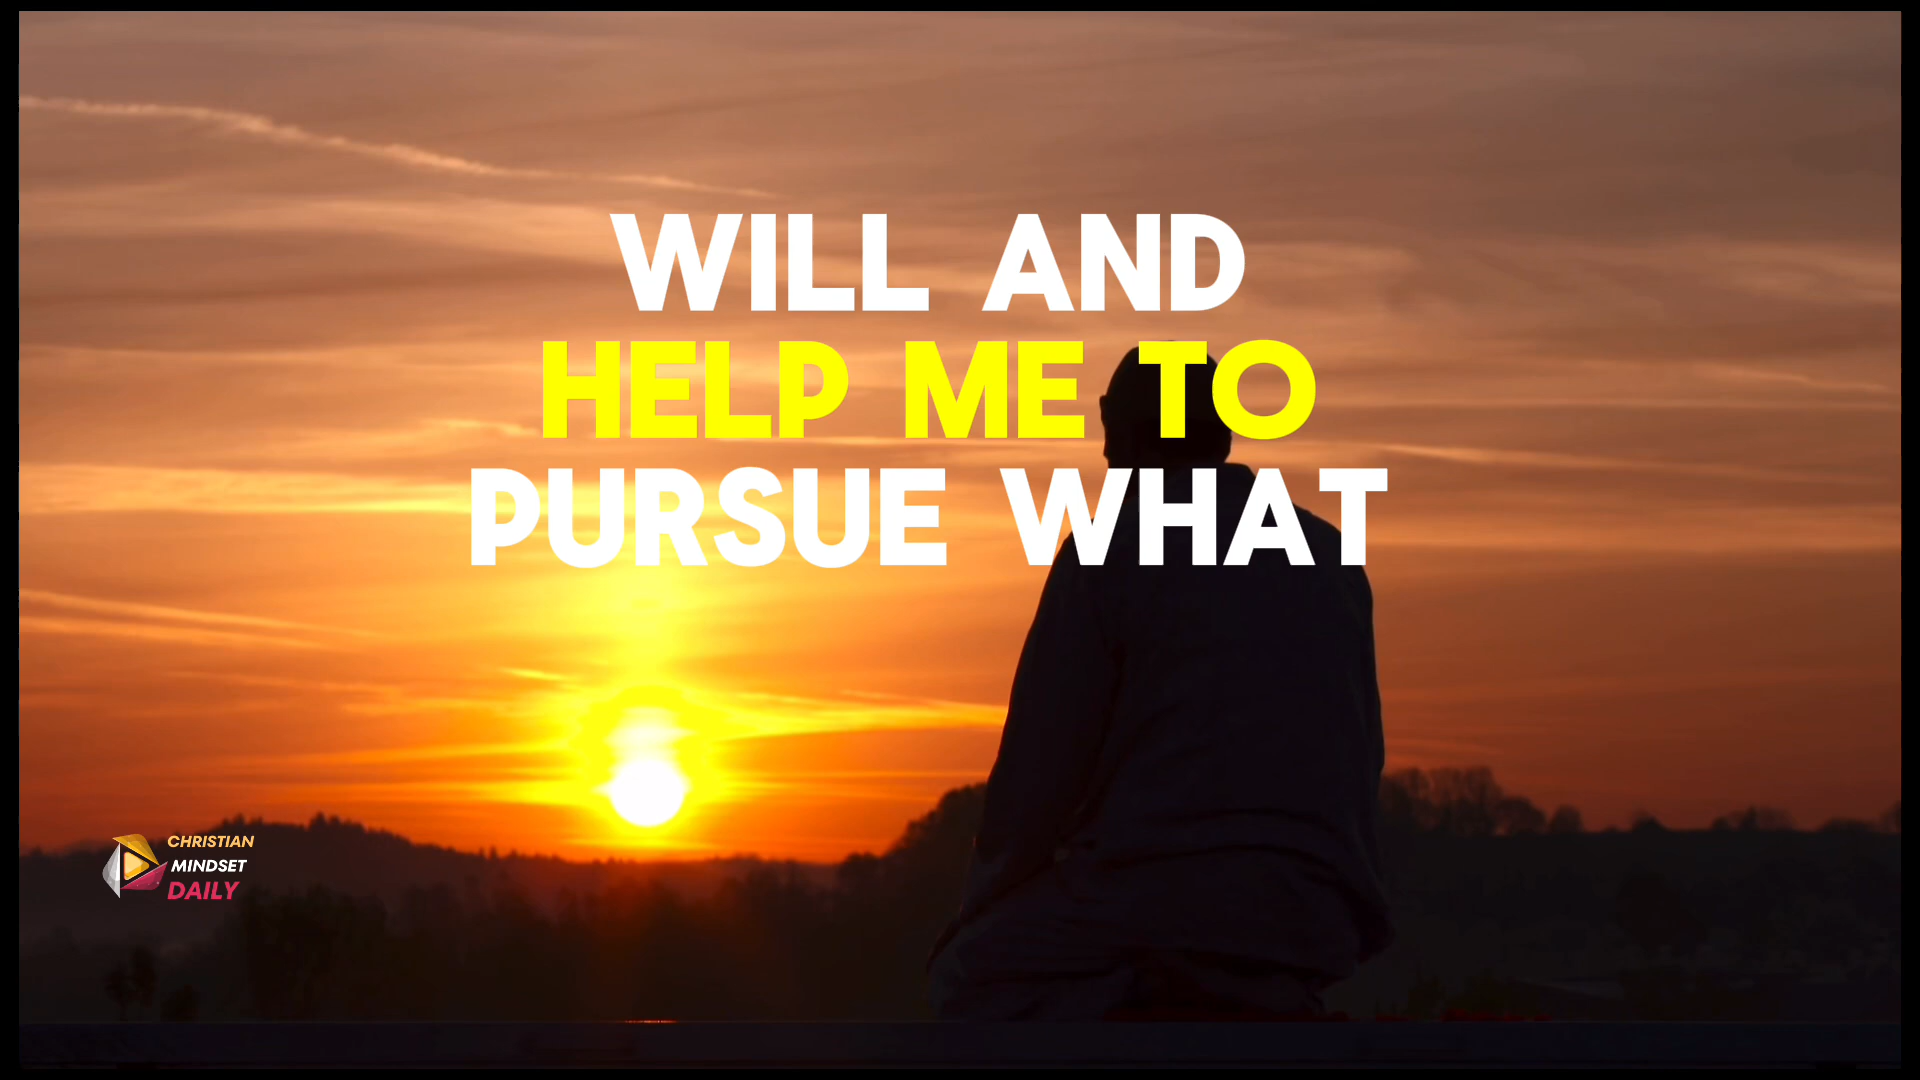 WILL AND
HELP ME TO
PURSUE WHAT
CHRISTIAN
MINDSET
DAILY